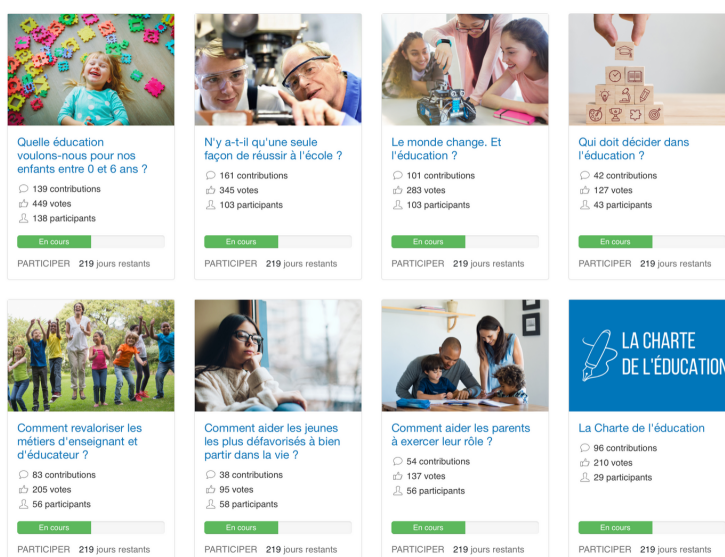 Quelle éducation
voulons-nous pour nos
enfants entre 0 et 6 ans ?
139 contributions
449 votes
138 participants
En cours
PARTICIPER 219 jours restants
N'y a-t-il qu'une seule
façon de réussir à l'école ?
161 contributions
345 votes
103 participants
En cours
PARTICIPER 219 jours restants
Le monde change. Et
l'éducation ?
101 contributions
283 votes
103 participants
En cours
PARTICIPER 219 jours restants
Qui doit décider dans
l'éducation ?
42 contributions
127 votes
43 participants
En cours
PARTICIPER 219 jours restants
Comment revaloriser les
métiers d'enseignant et
d'éducateur ?
83 contributions
205 votes
56 participants
En cours
PARTICIPER 219 jours restants
Comment aider les jeunes
les plus défavorisés à bien
partir dans la vie ?
38 contributions
95 votes
58 participants
En cours
PARTICIPER 219 jours restants
Comment aider les parents
à exercer leur rôle ?
54 contributions
137 votes
56 participants
En cours
PARTICIPER 219 jours restants
LA CHARTE
DE L'ÉDUCATION
La Charte de l'éducation
96 contributions
210 votes
29 participants
En cours
PARTICIPER 219 jours restants